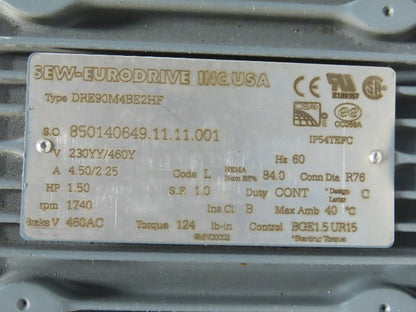 SEW-EURODRIVE INC.USA
Type DRE90M4BE2HF
S.O. 850140649.11.11.001
IP54TEFC
V 230YY/460Y Hz 60
A 4.50/2.25 Code L NEMA Nom Eff% 84.0 Conn Dia R76
HP 1.50 S.F. 1.0 Duty CONT * Design C
rpm 1740 Ins Cl B Max Amb 40 °C
Brake V 460AC Torque 124 lb-in Control BGE1.5 UR15
*Starting Torque